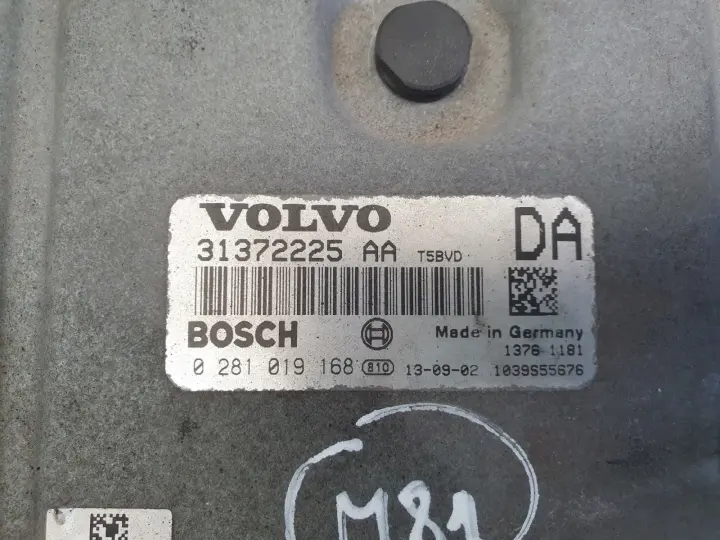 VOLVO
DA
31372225 AA T5BVD
BOSCH
Made in Germany
1376 1181
0 281 019 168 810 13-09-02 1039S55676
M81